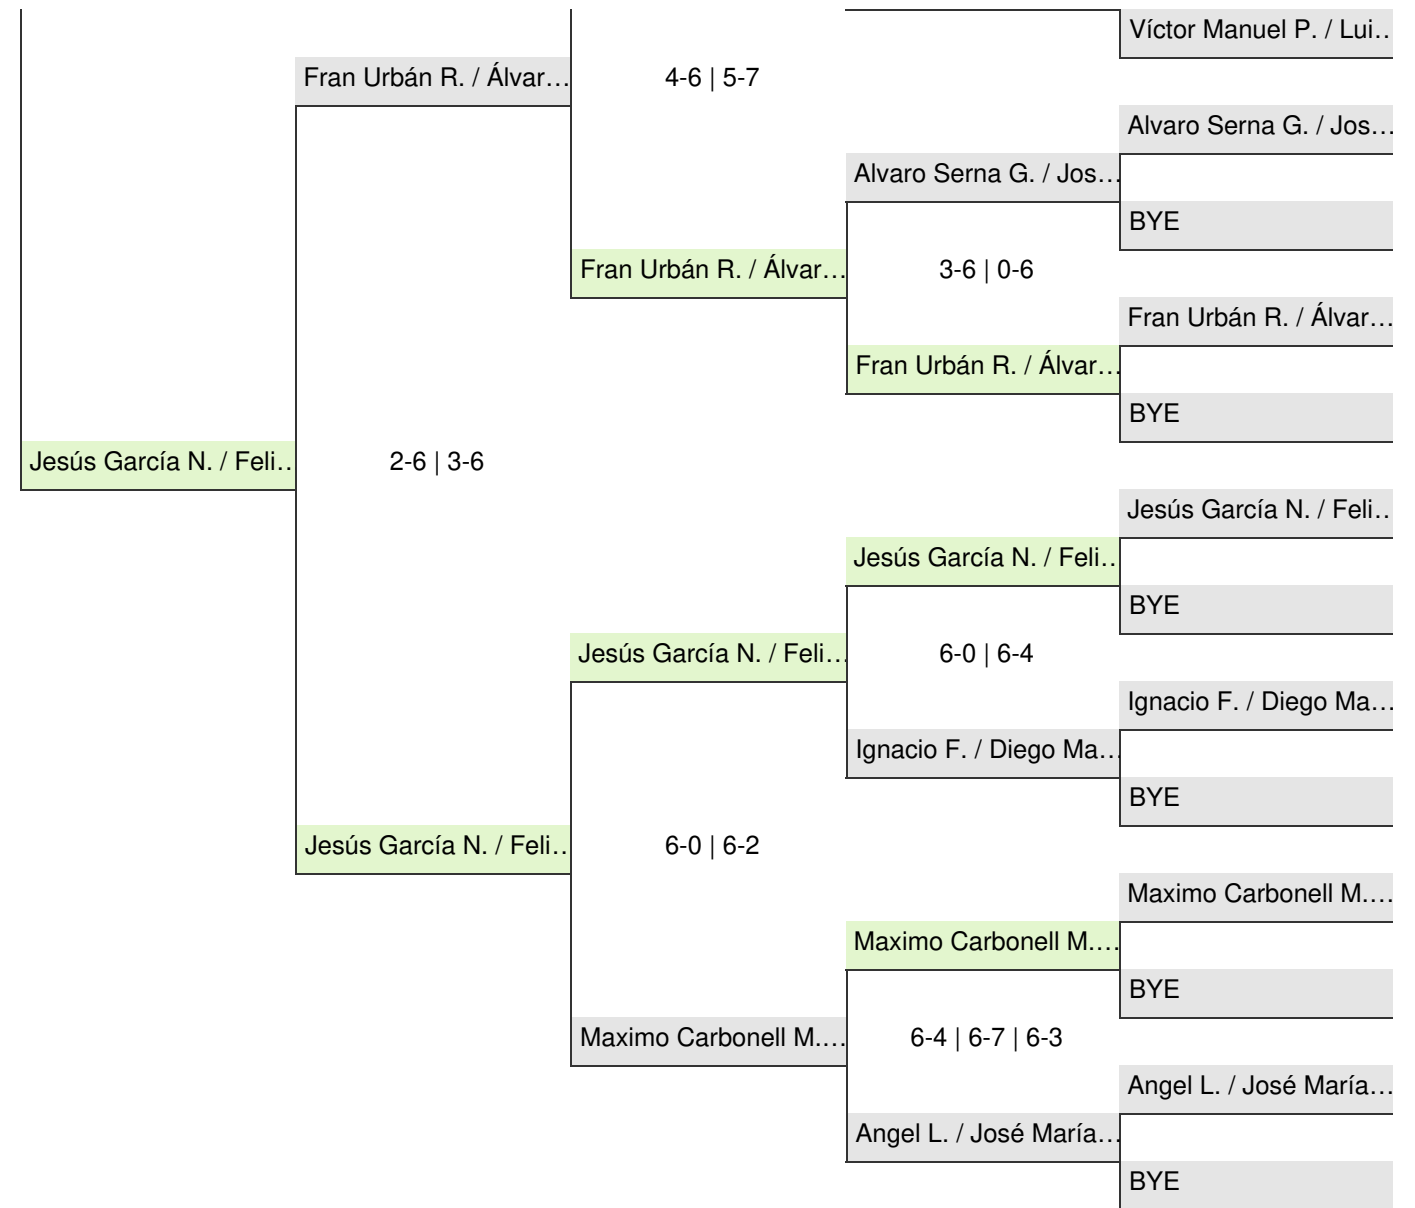 Víctor Manuel P. / Lui…
Fran Urbán R. / Álvar…
4-6 | 5-7
Alvaro Serna G. / Jos…
Alvaro Serna G. / Jos…
BYE
Fran Urbán R. / Álvar…
3-6 | 0-6
Fran Urbán R. / Álvar…
Fran Urbán R. / Álvar…
BYE
Jesús García N. / Feli…
2-6 | 3-6
Jesús García N. / Feli…
Jesús García N. / Feli…
BYE
Jesús García N. / Feli…
6-0 | 6-4
Ignacio F. / Diego Ma…
Ignacio F. / Diego Ma…
BYE
Jesús García N. / Feli…
6-0 | 6-2
Maximo Carbonell M.…
Maximo Carbonell M.…
BYE
Maximo Carbonell M.…
6-4 | 6-7 | 6-3
Angel L. / José María…
Angel L. / José María…
BYE